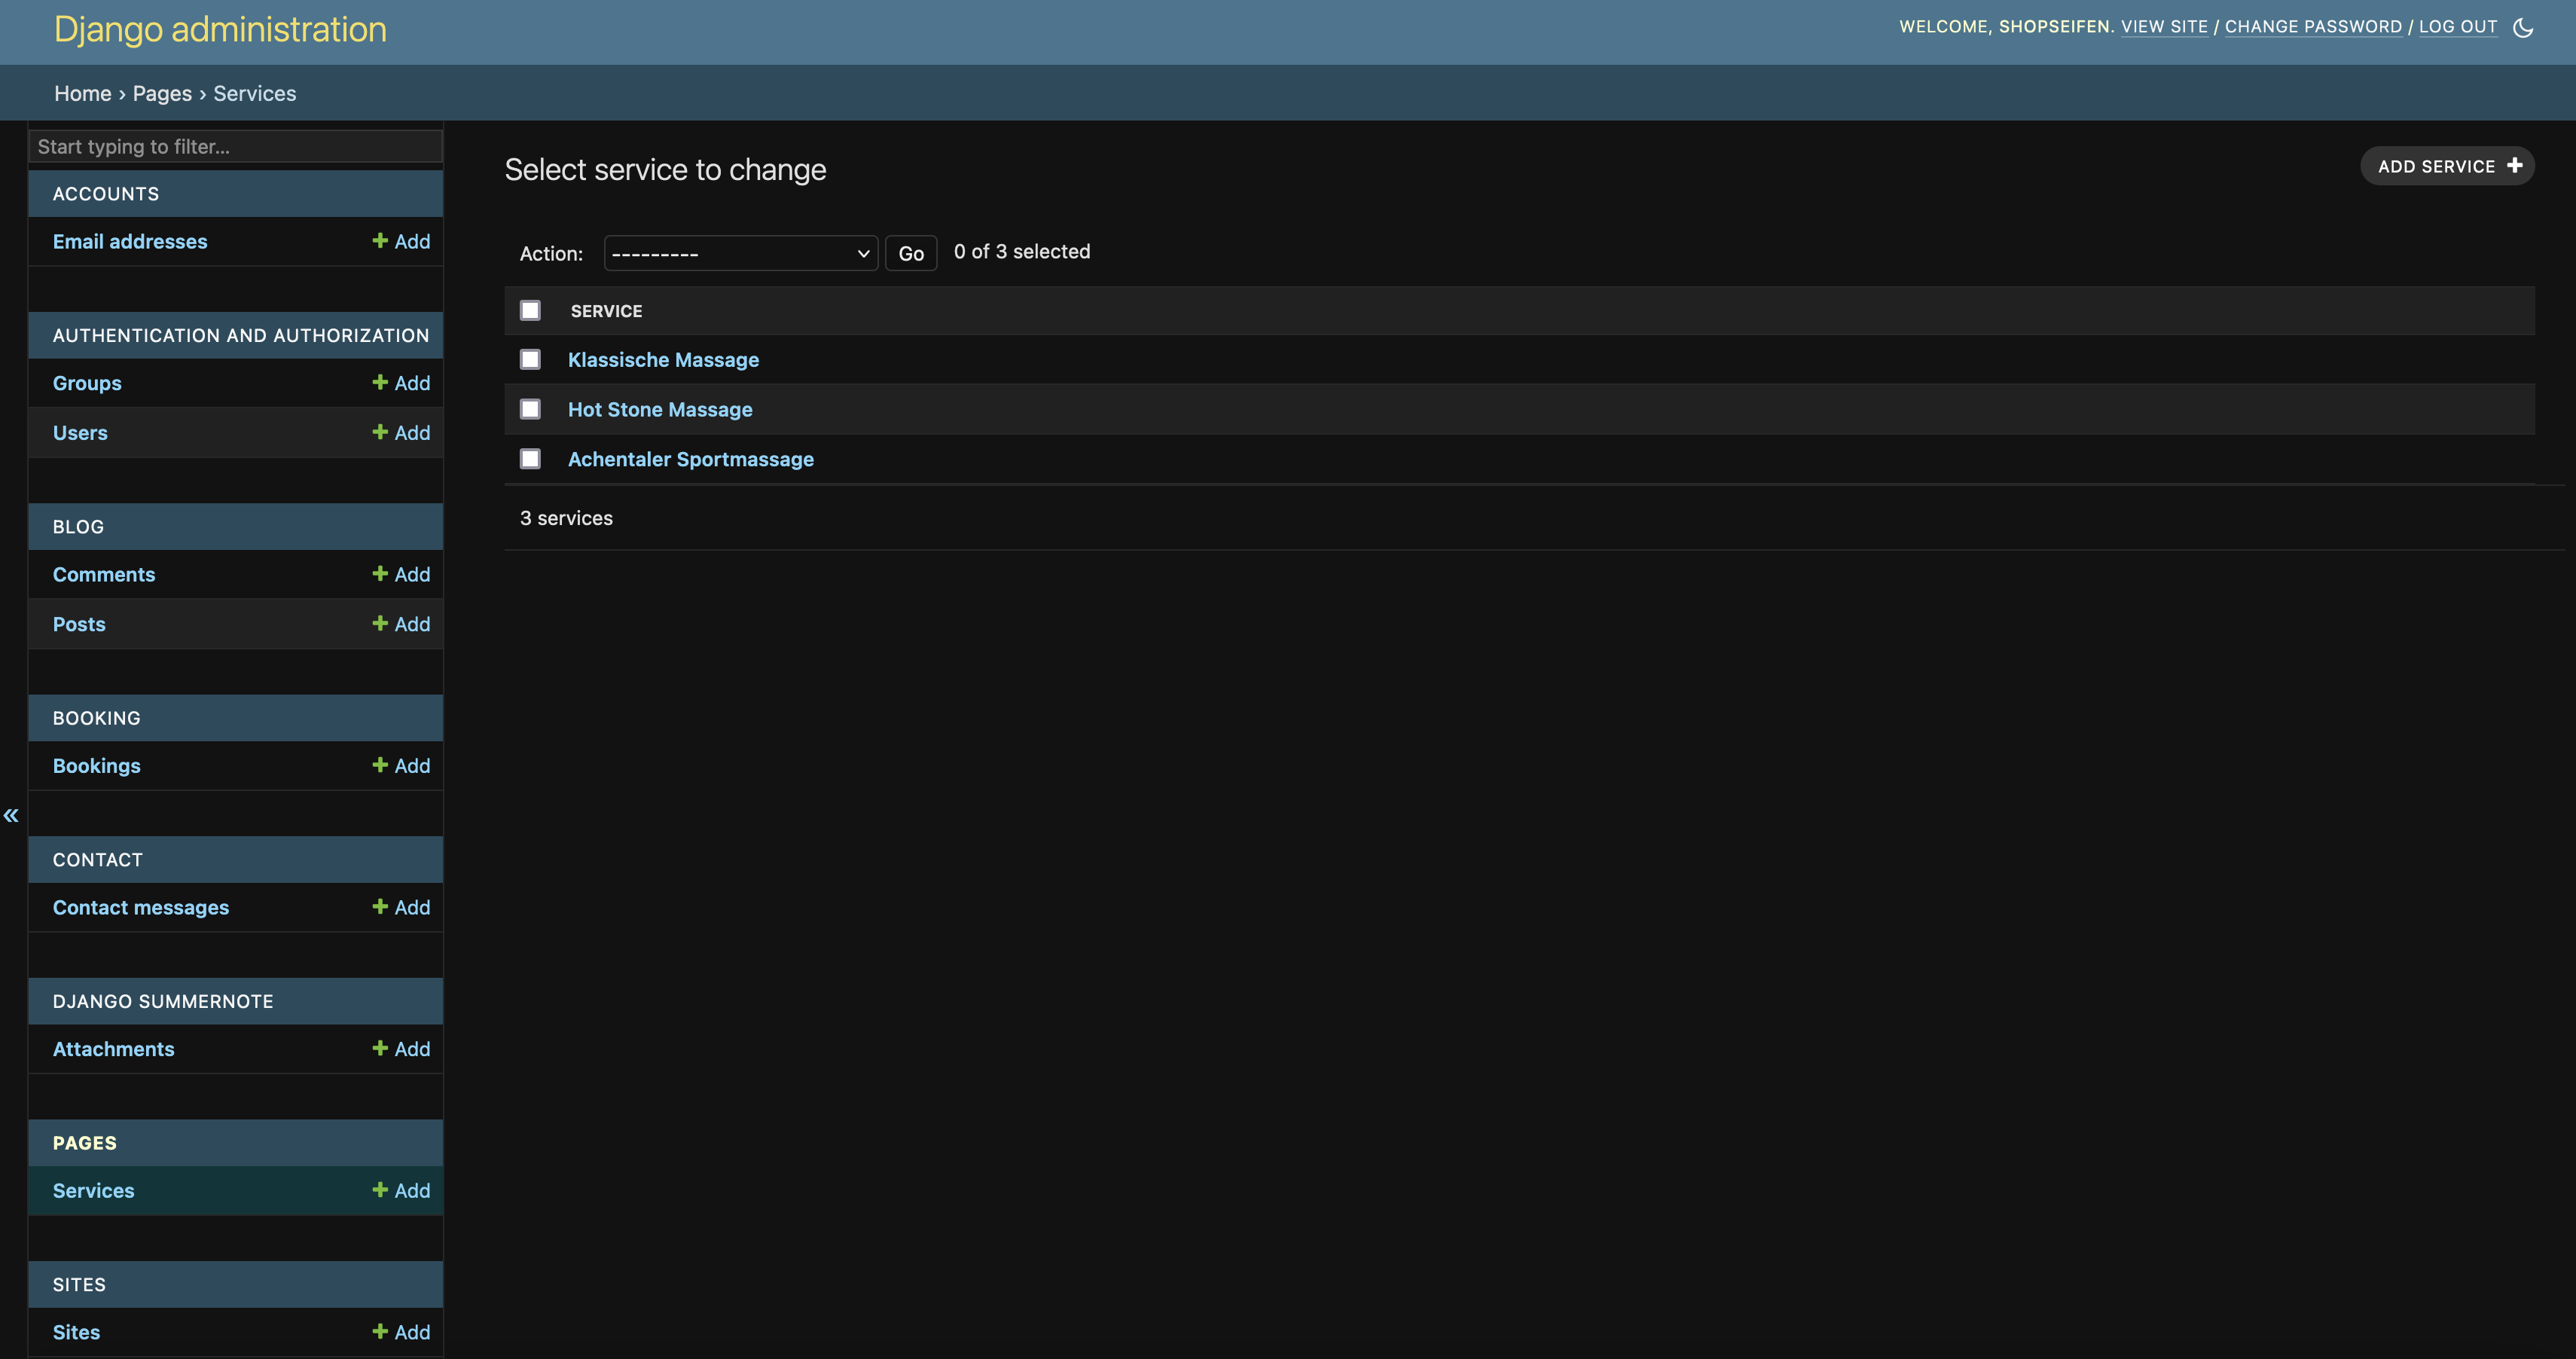 Django administration
WELCOME, SHOPSEIFEN. VIEW SITE / CHANGE PASSWORD / LOG OUT
Home › Pages › Services
Start typing to filter...
ACCOUNTS
Email addresses + Add
AUTHENTICATION AND AUTHORIZATION
Groups + Add
Users + Add
BLOG
Comments + Add
Posts + Add
BOOKING
Bookings + Add
CONTACT
Contact messages + Add
DJANGO SUMMERNOTE
Attachments + Add
PAGES
Services + Add
SITES
Sites + Add
«
Select service to change
ADD SERVICE +
Action: --------- Go 0 of 3 selected
SERVICE
Klassische Massage
Hot Stone Massage
Achentaler Sportmassage
3 services